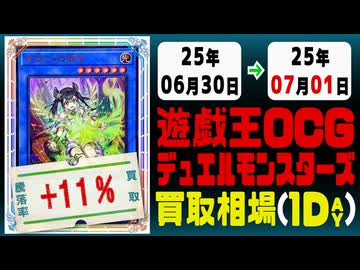 25年
06月30日
25年
07月01日
遊戯王OCG
デュエルモンスターズ
買取相場(1D)
+11%
買取
騰落率